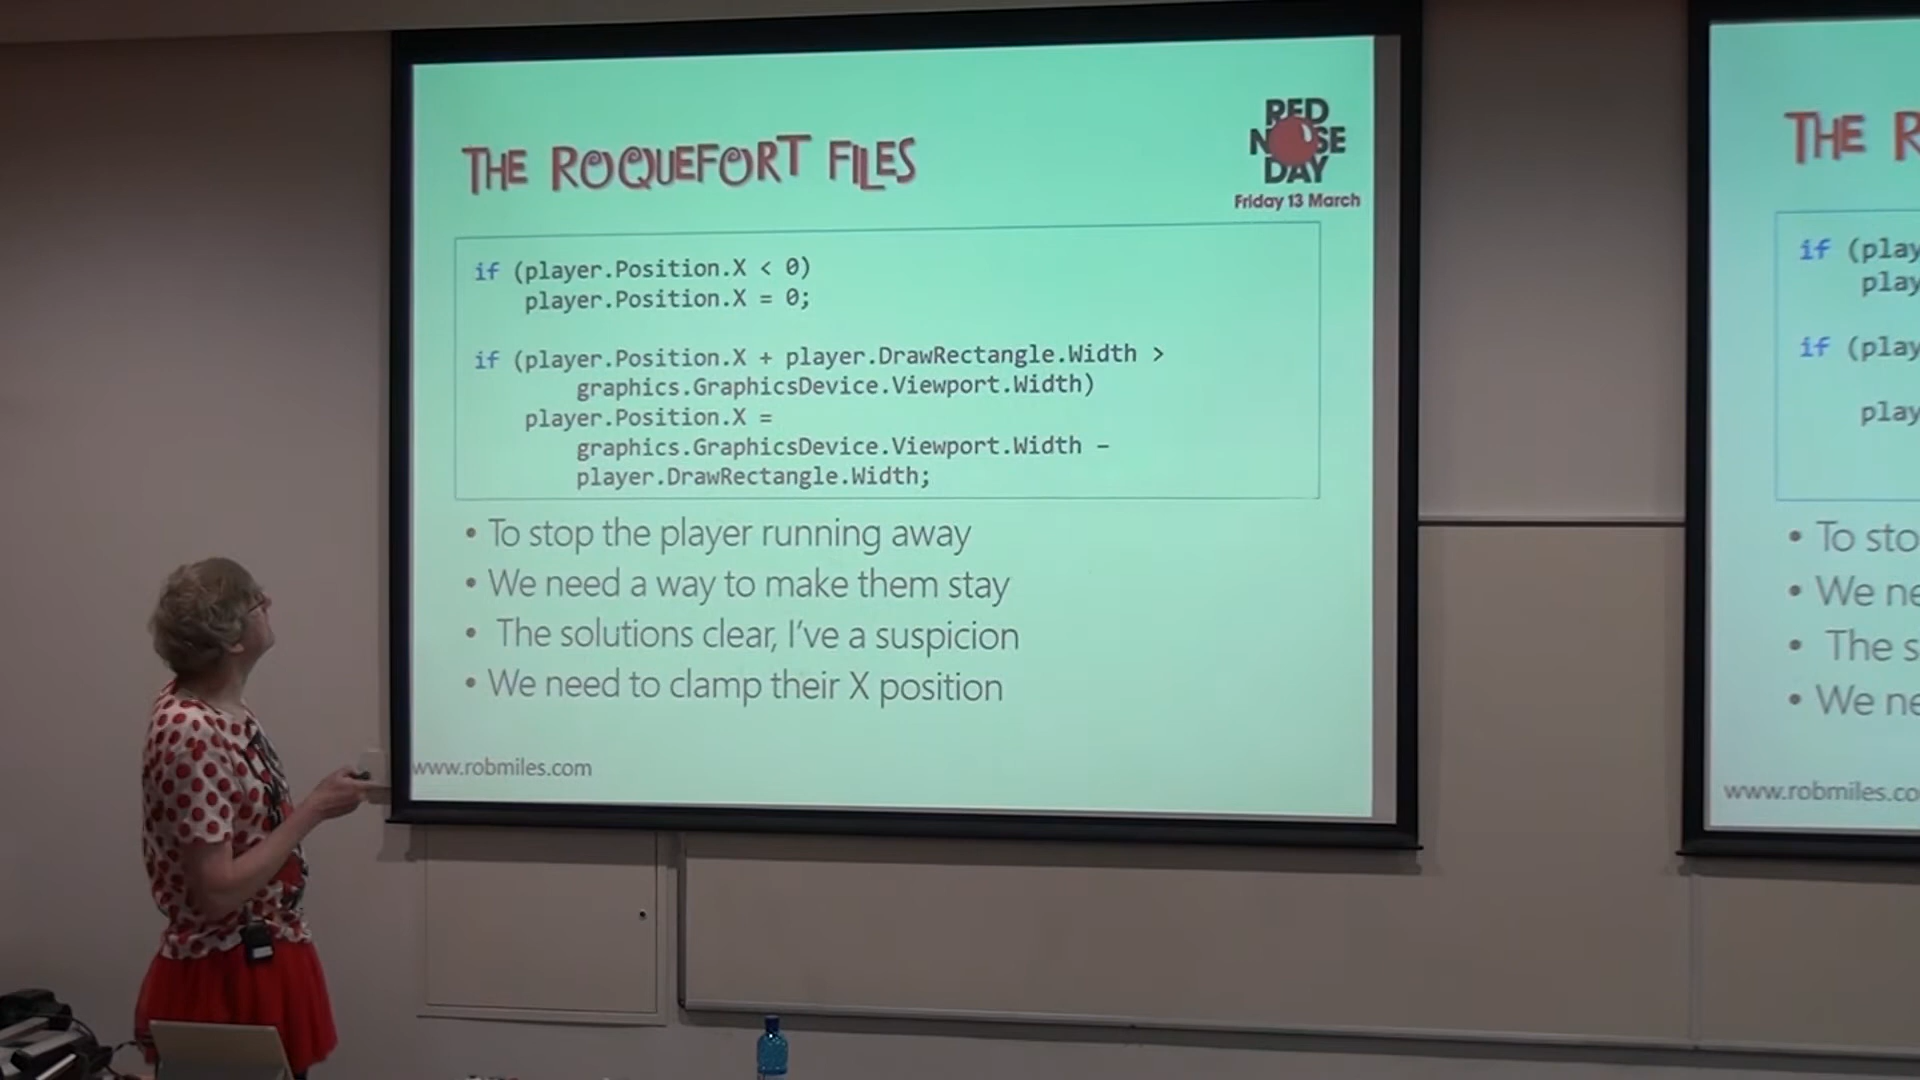 THE ROQUEFORT FILES
RED
NOSE
DAY
Friday 13 March
if (player.Position.X < 0)
player.Position.X = 0;
if (player.Position.X + player.DrawRectangle.Width >
graphics.GraphicsDevice.Viewport.Width)
player.Position.X =
graphics.GraphicsDevice.Viewport.Width –
player.DrawRectangle.Width;
• To stop the player running away
• We need a way to make them stay
• The solutions clear, I've a suspicion
• We need to clamp their X position
www.robmiles.com
THE R
if (play
play
if (play
play
• To sto
• We ne
• The s
• We ne
www.robmiles.co